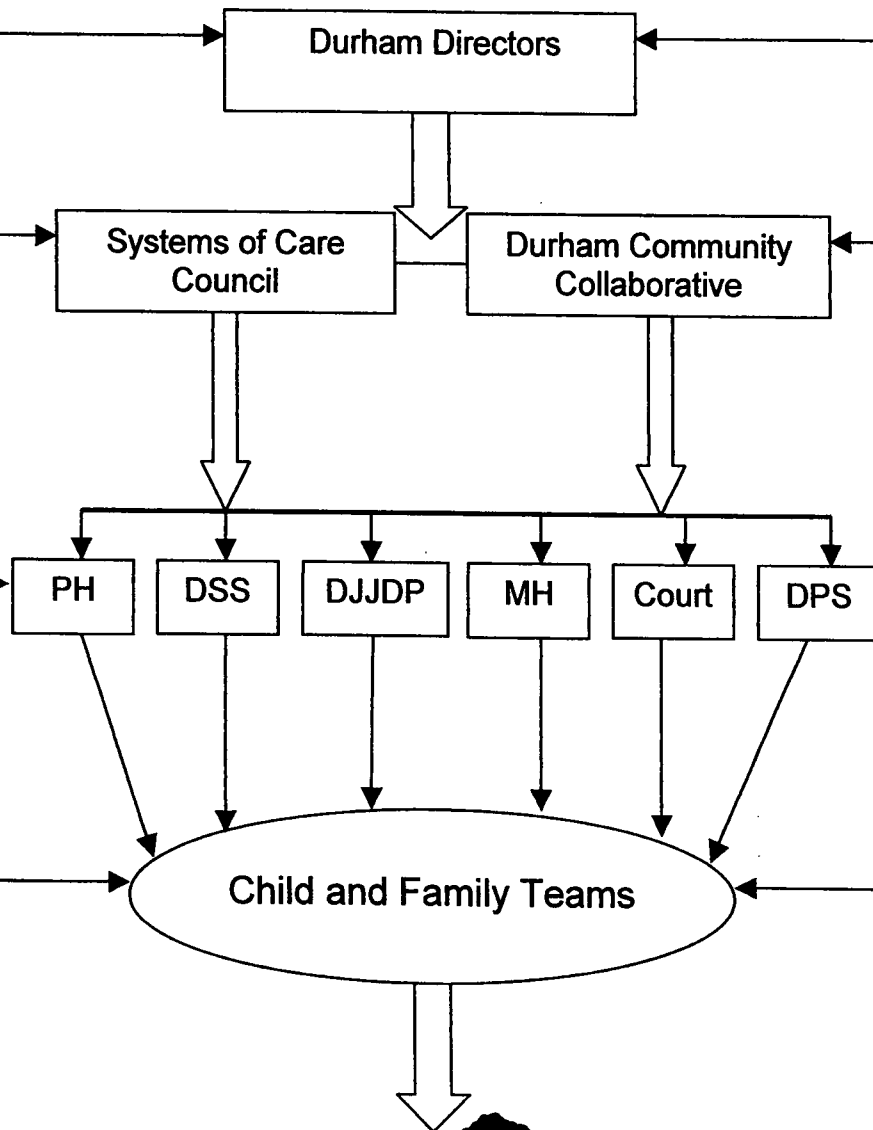 Durham Directors
Systems of Care
Council
Durham Community
Collaborative
PH
DSS
DJJDP
MH
Court
DPS
Child and Family Teams